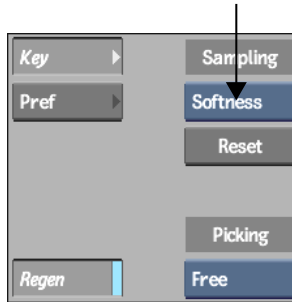 Key
Sampling
Pref
Softness
Reset
Picking
Regen
Free